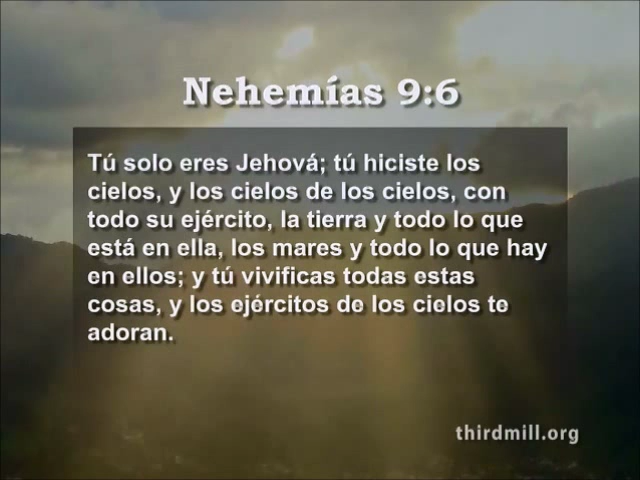 Nehemías 9:6
Tú solo eres Jehová; tú hiciste los
cielos, y los cielos de los cielos, con
todo su ejército, la tierra y todo lo que
está en ella, los mares y todo lo que hay
en ellos; y tú vivificas todas estas
cosas, y los ejércitos de los cielos te
adoran.
thirdmill.org